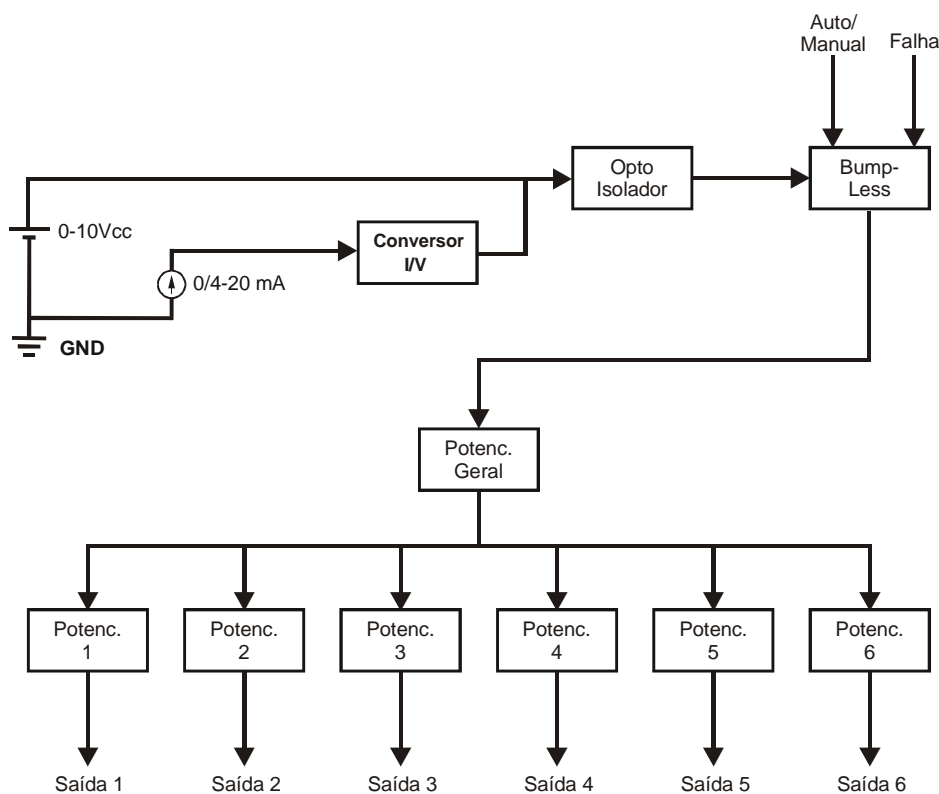 Auto/
Manual
Falha
Opto
Isolador
Bump-
Less
0-10Vcc
Conversor
I/V
0/4-20 mA
GND
Potenc.
Geral
Potenc.
1
Potenc.
2
Potenc.
3
Potenc.
4
Potenc.
5
Potenc.
6
Saída 1
Saída 2
Saída 3
Saída 4
Saída 5
Saída 6